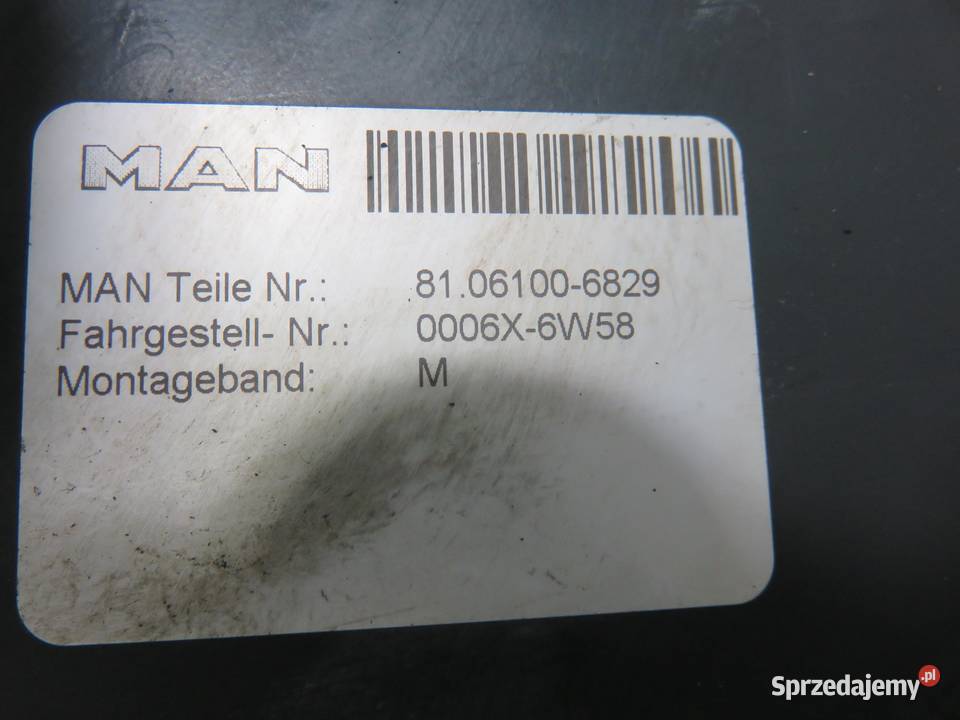 MAN
MAN Teile Nr.: 81.06100-6829
Fahrgestell- Nr.: 0006X-6W58
Montageband: M
Sprzedajemy.pl